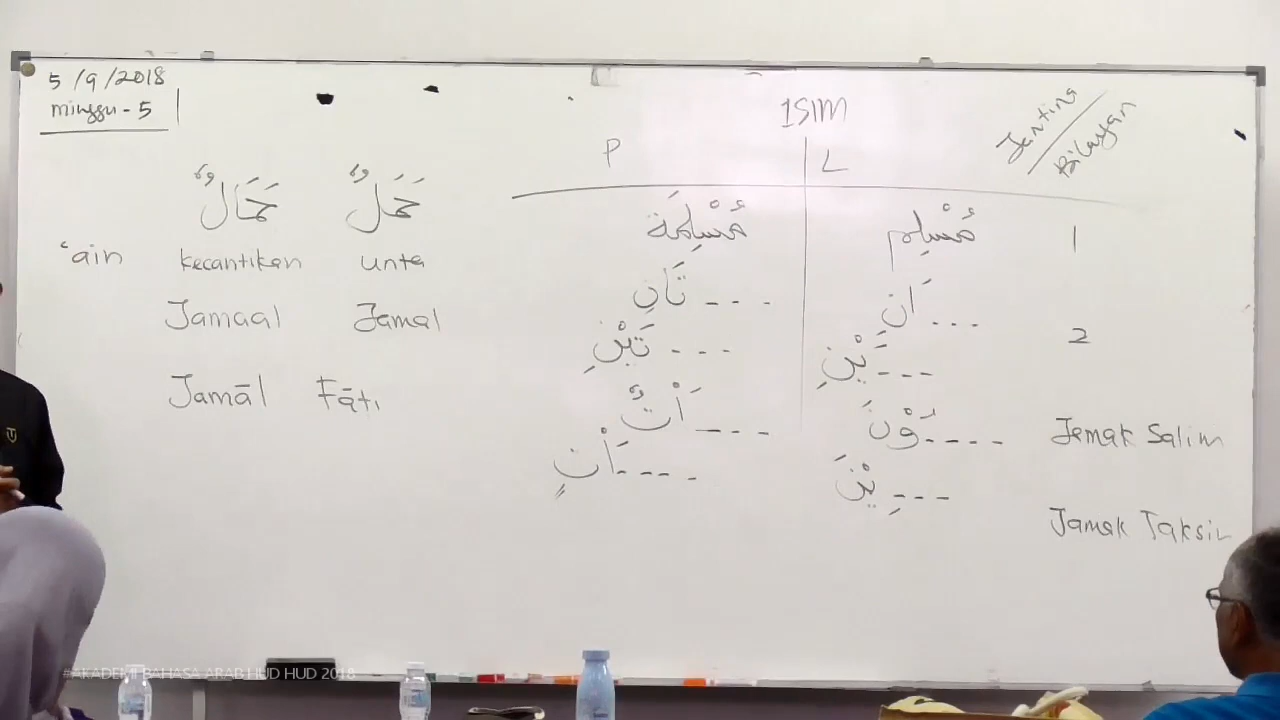 5/9/2018
minggu - 5
ISIM
Jantina
Bilangan
P
L
جَمَالٌ
جَمَلٌ
مُسْلِمَة
مُسْلِم
1
'ain
kecantikan
unta
تَانِ - - -
َانِ - - -
Jamaal
Jamal
تَيْنِ - - -
َيْنِ - - -
2
Jamāl
Fāti
َاتٌ - - -
ُوْنَ - - - -
Jemak Salim
َاتٍ - - - -
ِيْنَ - - -
Jamak Taksir
#AKADEMI BAHASA ARAB HUD HUD 2018